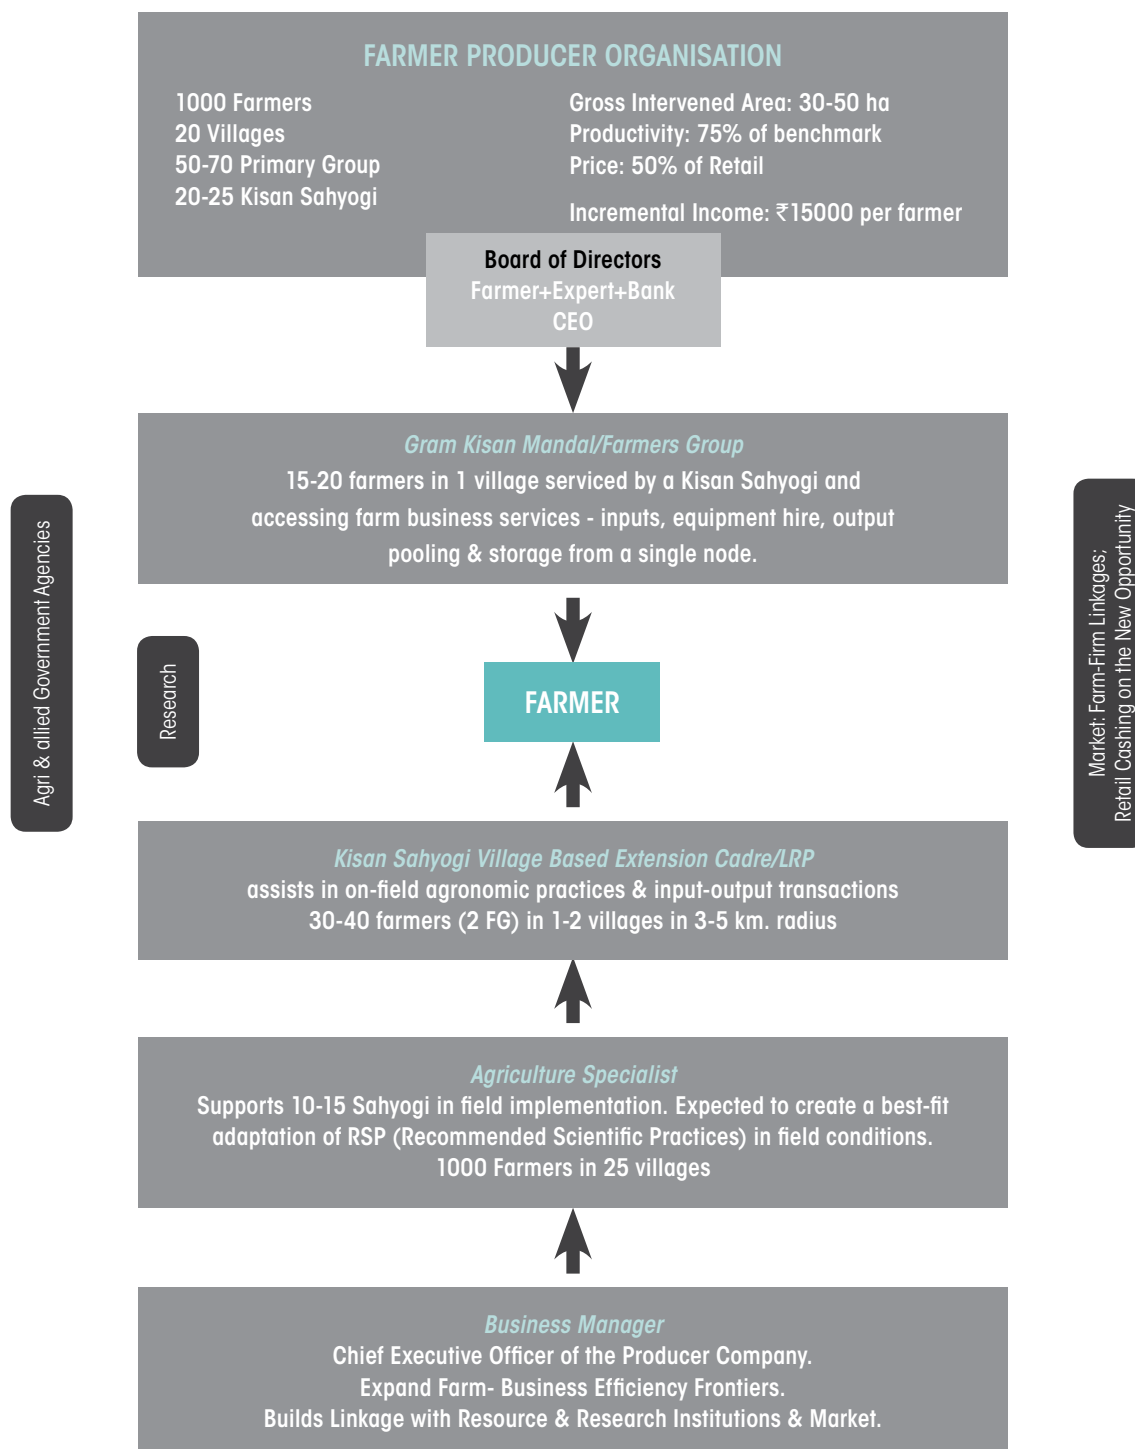 FARMER PRODUCER ORGANISATION
1000 Farmers
20 Villages
50-70 Primary Group
20-25 Kisan Sahyogi
Gross Intervened Area: 30-50 ha
Productivity: 75% of benchmark
Price: 50% of Retail
Incremental Income: ₹15000 per farmer
Board of Directors
Farmer+Expert+Bank
CEO
Gram Kisan Mandal/Farmers Group
15-20 farmers in 1 village serviced by a Kisan Sahyogi and
accessing farm business services - inputs, equipment hire, output
pooling & storage from a single node.
Agri & allied Government Agencies
Research
FARMER
Market: Farm-Firm Linkages;
Retail Cashing on the New Opportunity
Kisan Sahyogi Village Based Extension Cadre/LRP
assists in on-field agronomic practices & input-output transactions
30-40 farmers (2 FG) in 1-2 villages in 3-5 km. radius
Agriculture Specialist
Supports 10-15 Sahyogi in field implementation. Expected to create a best-fit
adaptation of RSP (Recommended Scientific Practices) in field conditions.
1000 Farmers in 25 villages
Business Manager
Chief Executive Officer of the Producer Company.
Expand Farm- Business Efficiency Frontiers.
Builds Linkage with Resource & Research Institutions & Market.